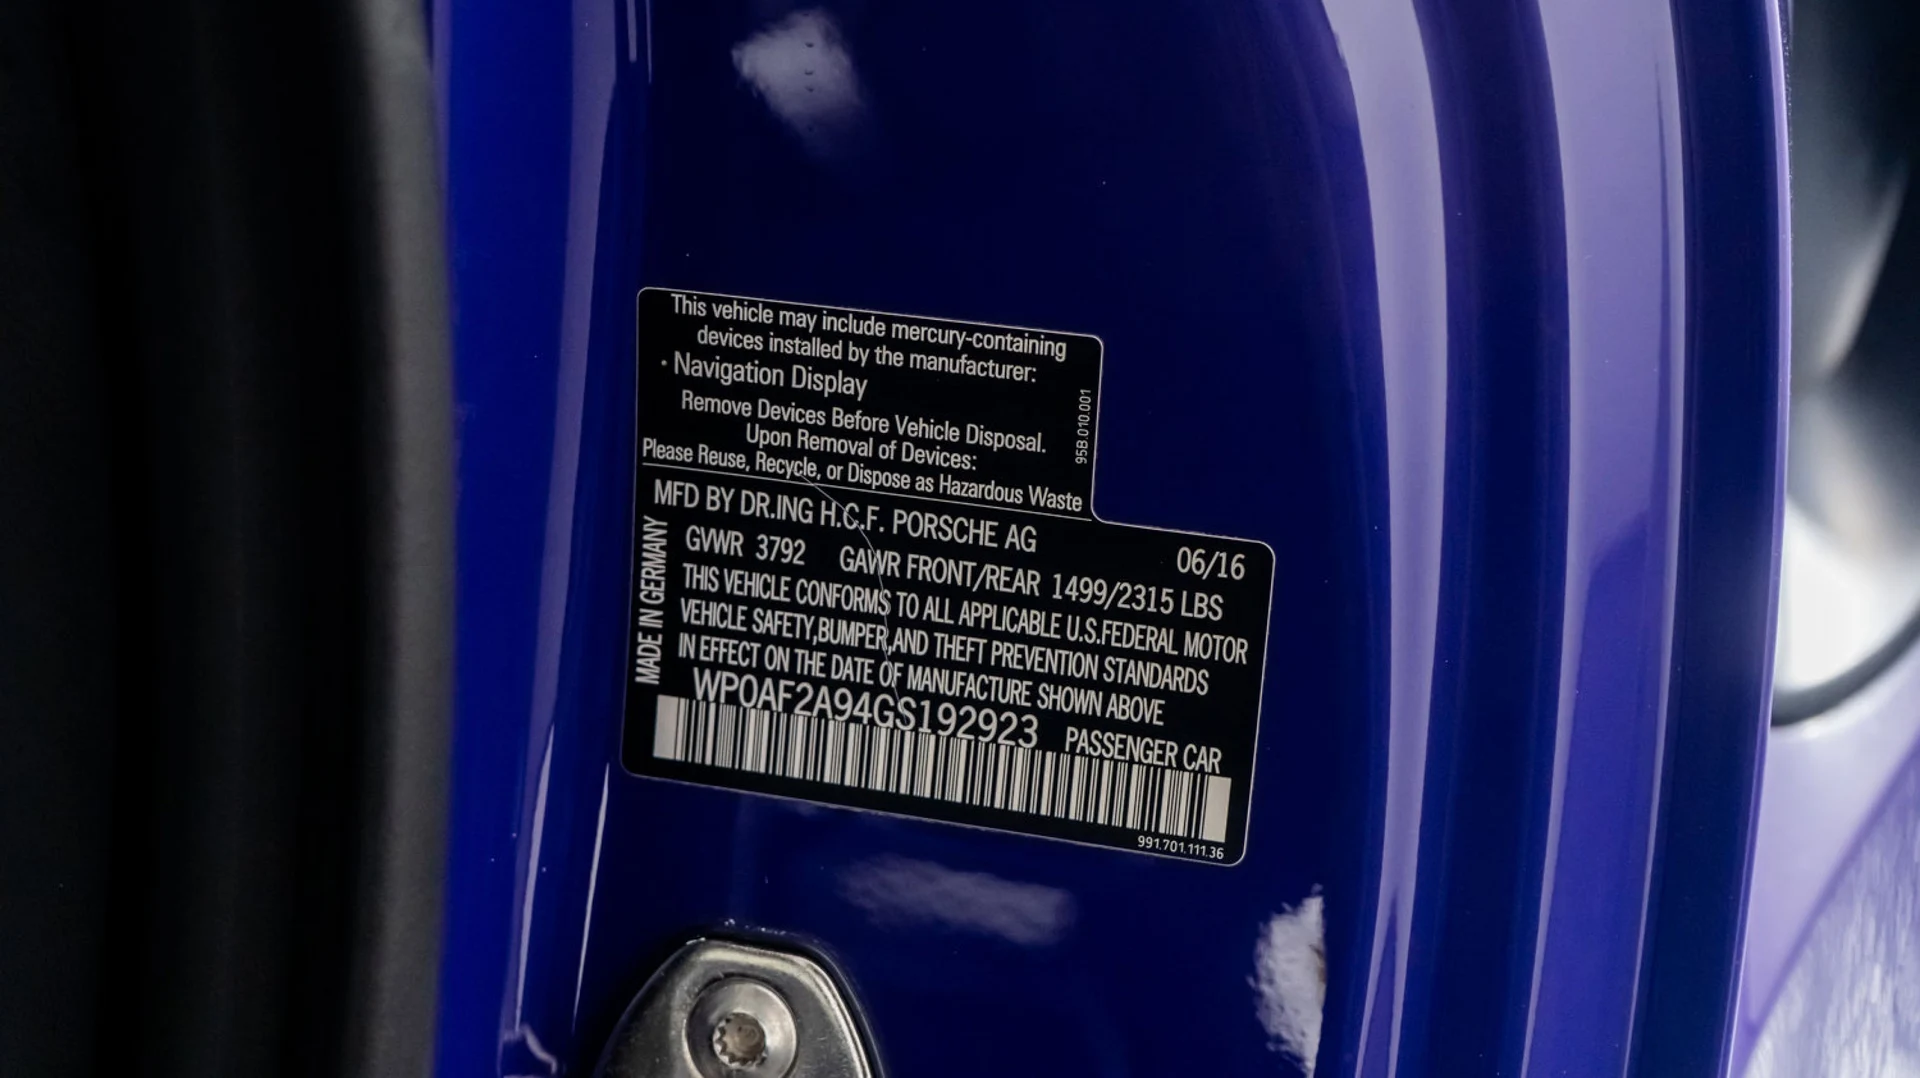 This vehicle may include mercury-containing
devices installed by the manufacturer:
· Navigation Display
Remove Devices Before Vehicle Disposal.
Upon Removal of Devices:
Please Reuse, Recycle, or Dispose as Hazardous Waste
95B.010.001
MFD BY DR.ING H.C.F. PORSCHE AG 06/16
GVWR 3792 GAWR FRONT/REAR 1499/2315 LBS
THIS VEHICLE CONFORMS TO ALL APPLICABLE U.S.FEDERAL MOTOR
VEHICLE SAFETY,BUMPER,AND THEFT PREVENTION STANDARDS
IN EFFECT ON THE DATE OF MANUFACTURE SHOWN ABOVE
WP0AF2A94GS192923 PASSENGER CAR
MADE IN GERMANY
991.701.111.36